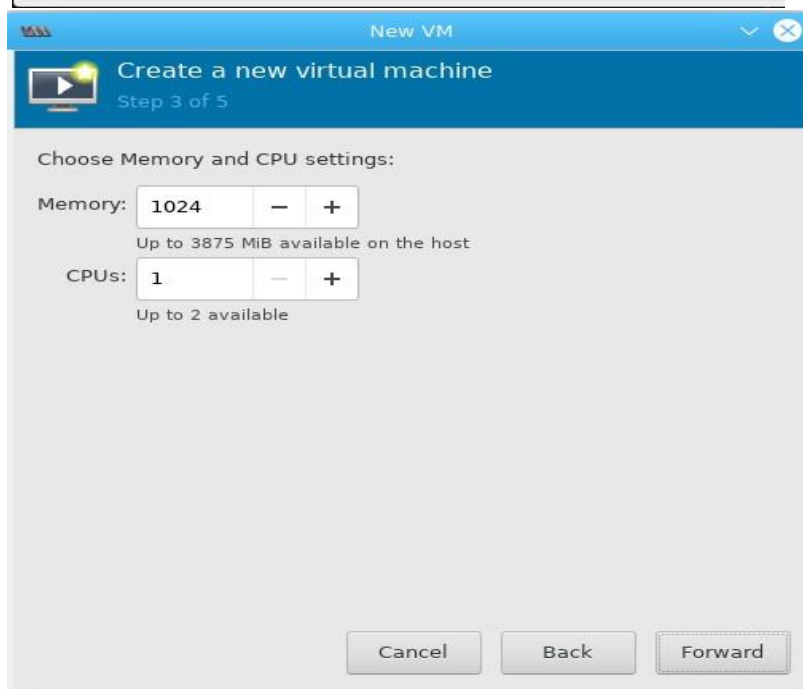 New VM
Create a new virtual machine
Step 3 of 5
Choose Memory and CPU settings:
Memory: 1024 − +
Up to 3875 MiB available on the host
CPUs: 1 − +
Up to 2 available
Cancel Back Forward